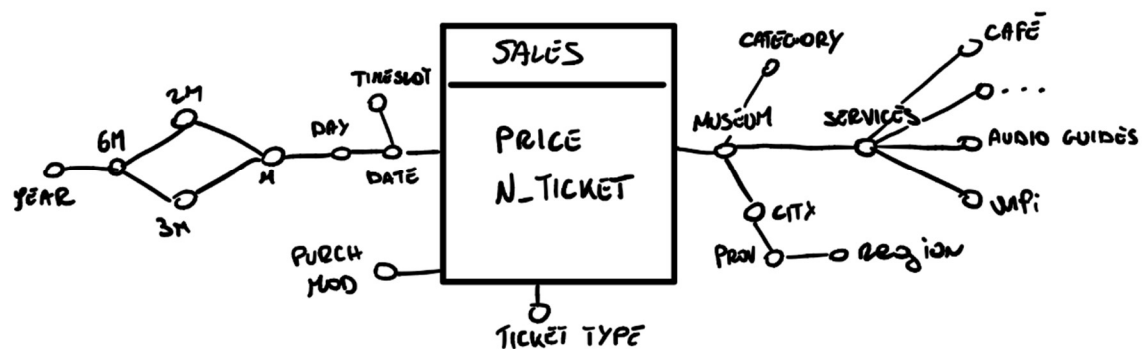 SALES
PRICE
N_TICKET
TIMESLOT
DATE
DAY
M
2M
3M
6M
YEAR
PURCH
MOD
TICKET TYPE
CATEGORY
MUSEUM
SERVICES
CAFÉ
...
AUDIO GUIDES
WIFI
CITY
PROV
REGION